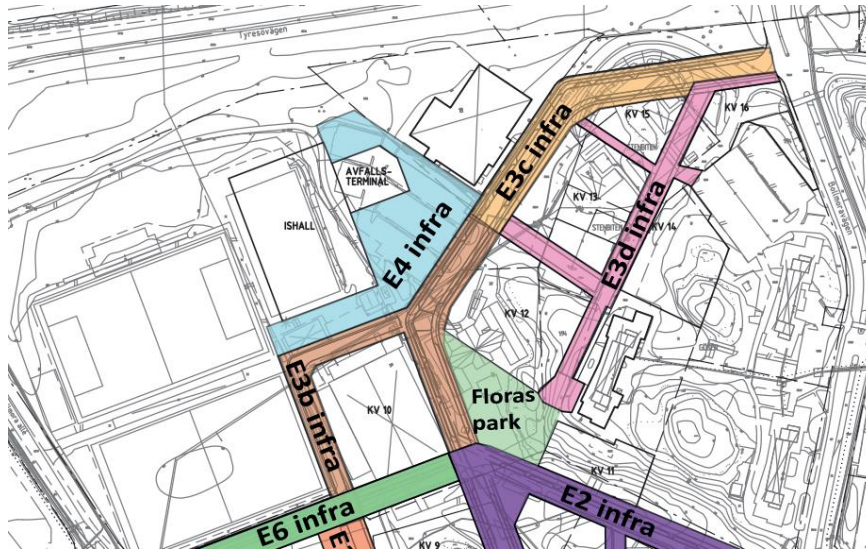 Tyresövägen
KV 15
KV 16
STENBITEN
E3c infra
AVFALLS-
TERMINAL
KV 13
ISHALL
STENBITEN
KV 14
E3d infra
E4 infra
Bollmoravägen
KV 12
E3b infra
Floras
park
KV 10
KV 11
E2 infra
E6 infra
KV 9